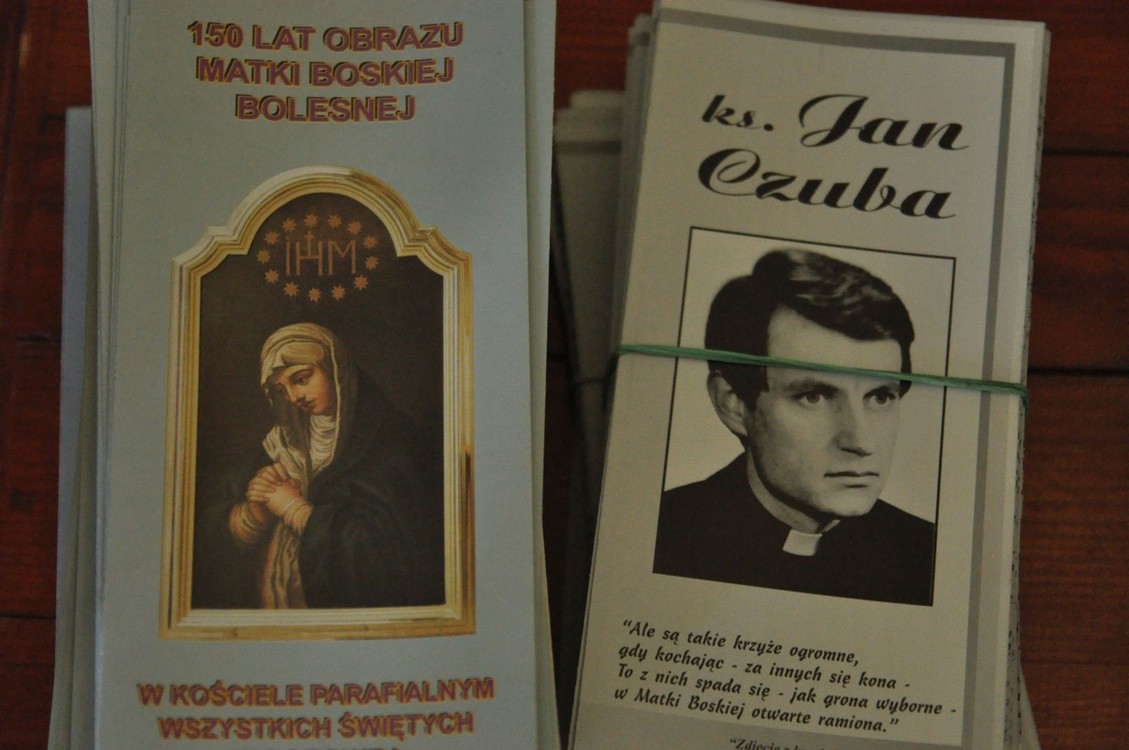 150 LAT OBRAZU
MATKI BOSKIEJ
BOLESNEJ
IHM
W KOŚCIELE PARAFIALNYM
WSZYSTKICH ŚWIĘTYCH
ks. Jan
Czuba
“Ale są takie krzyże ogromne,
gdy kochając - za innych się kona -
To z nich spada się - jak grona wyborne -
w Matki Boskiej otwarte ramiona.”
“Zdjęcie